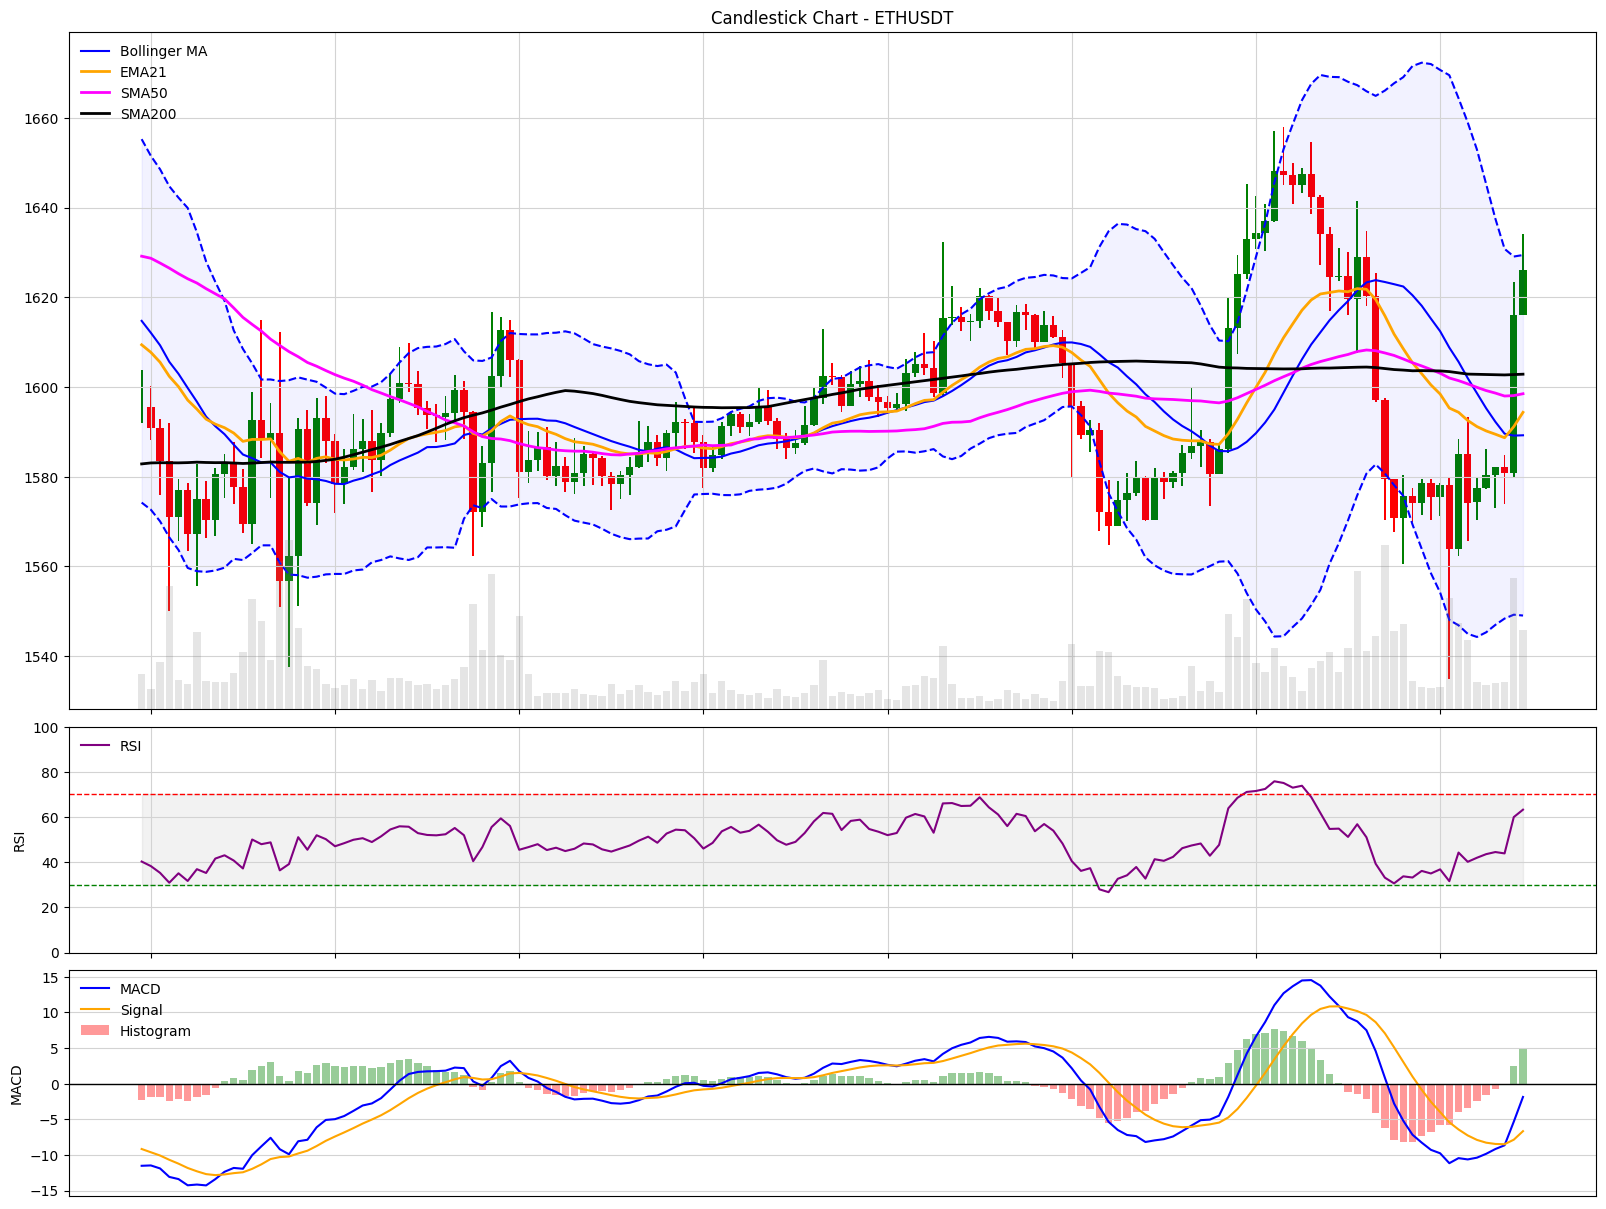 Candlestick Chart - ETHUSDT
Bollinger MA
EMA21
SMA50
SMA200
1660
1640
1620
1600
1580
1560
1540
RSI
100
80
60
40
20
0
RSI
MACD
Signal
Histogram
15
10
5
0
−5
−10
−15
MACD